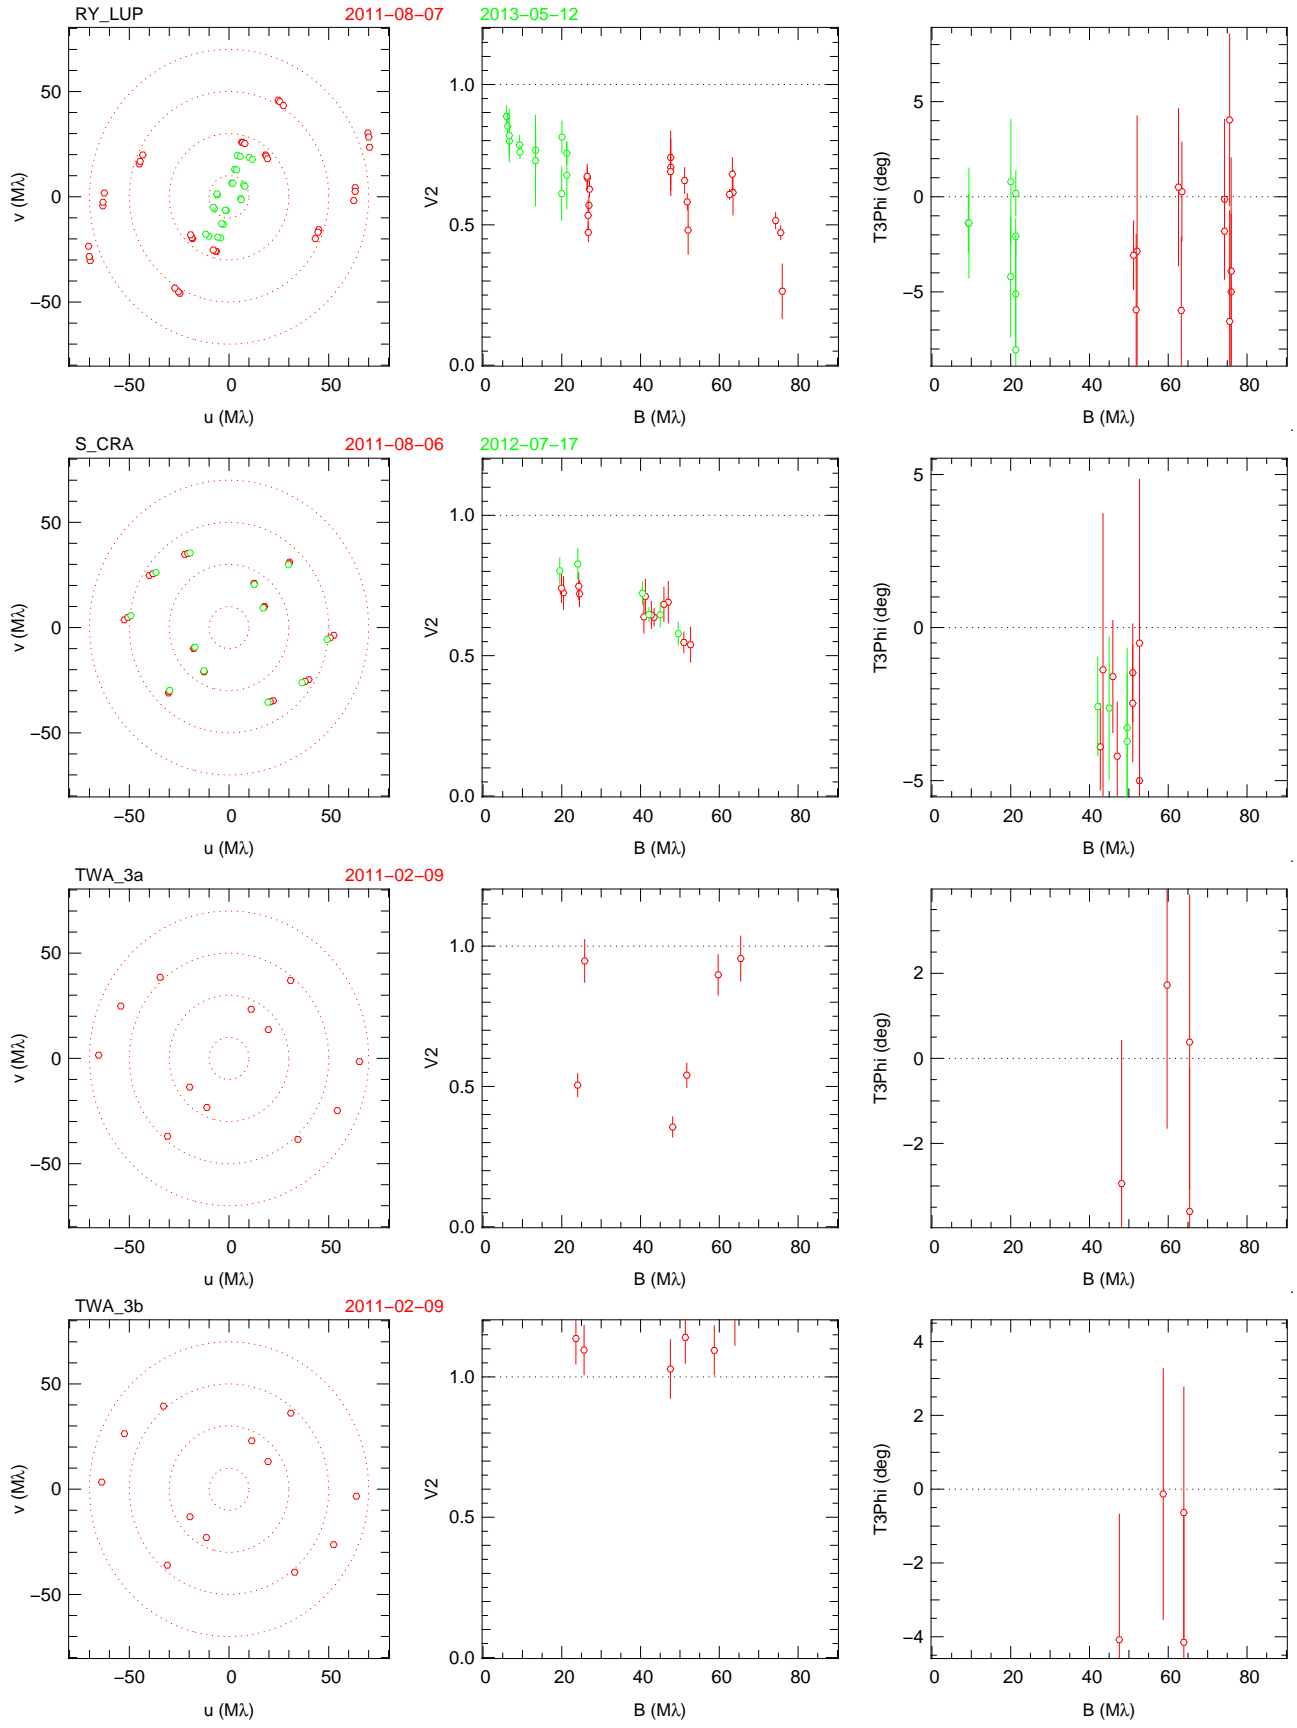 RY_LUP 2011−08−07 2013−05−12
50
0
−50
v (Mλ)
−50 0 50
u (Mλ)
1.0
0.5
0.0
V2
0 20 40 60 80
B (Mλ)
5
0
−5
T3Phi (deg)
0 20 40 60 80
B (Mλ)
S_CRA 2011−08−06 2012−07−17
50
0
−50
v (Mλ)
−50 0 50
u (Mλ)
1.0
0.5
0.0
V2
0 20 40 60 80
B (Mλ)
5
0
−5
T3Phi (deg)
0 20 40 60 80
B (Mλ)
TWA_3a 2011−02−09
50
0
−50
v (Mλ)
−50 0 50
u (Mλ)
1.0
0.5
0.0
V2
0 20 40 60 80
B (Mλ)
2
0
−2
T3Phi (deg)
0 20 40 60 80
B (Mλ)
TWA_3b 2011−02−09
50
0
−50
v (Mλ)
−50 0 50
u (Mλ)
1.0
0.5
0.0
V2
0 20 40 60 80
B (Mλ)
4
2
0
−2
−4
T3Phi (deg)
0 20 40 60 80
B (Mλ)